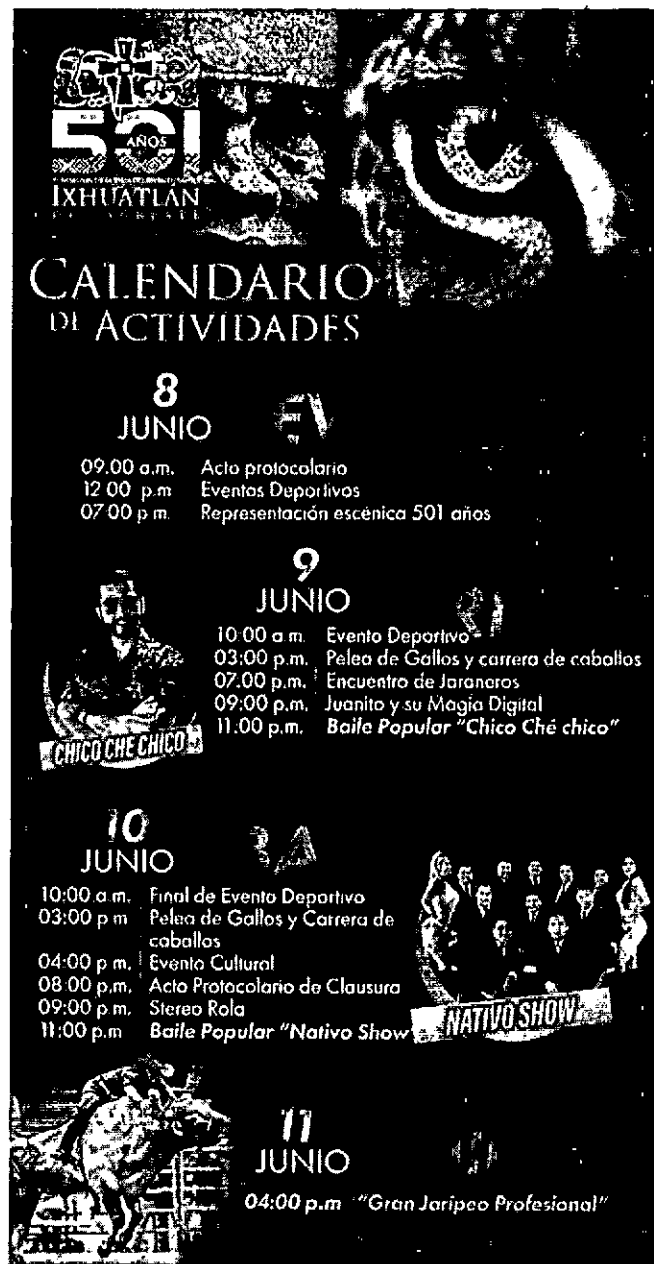 501
AÑOS
IXHUATLAN
CALENDARIO
DE ACTIVIDADES
8
JUNIO
09.00 a.m. Acto protocolario
12 00 p.m Eventos Deportivos
07 00 p m. Representación escénica 501 años
9
JUNIO
10:00 a m. Evento Deportivo
03:00 p.m. Pelea de Gallos y carrera de caballos
07.00 p.m. Encuentro de Jaraneros
09:00 p.m. Juanito y su Magia Digital
11:00 p.m. Baile Popular "Chico Ché chico"
CHICO CHE CHICO
10
JUNIO
10:00 a.m. Final de Evento Deportivo
03:00 p m Pelea de Gallos y Carrera de
caballos
04:00 p m. Evento Cultural
08:00 p.m. Acto Protocolario de Clausura
09:00 p.m. Stereo Rola
11:00 p.m Baile Popular "Nativo Show
NATIVO SHOW
11
JUNIO
04:00 p.m "Gran Jaripeo Profesional"